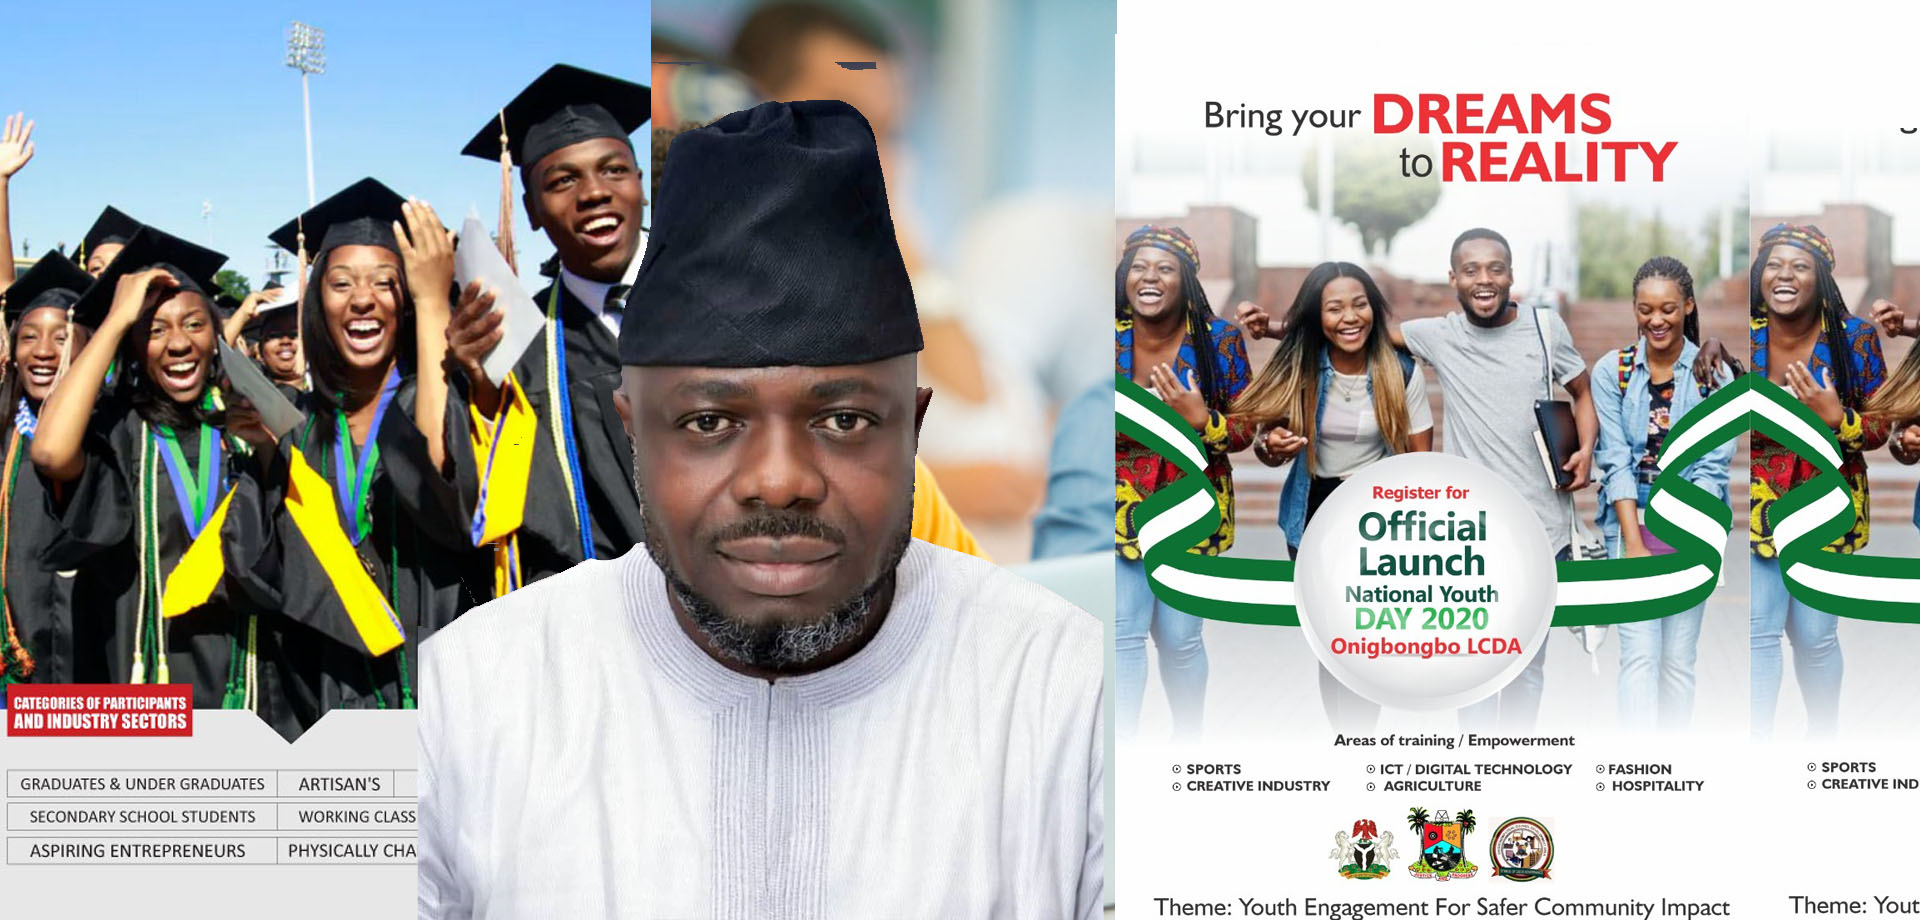 CATEGORIES OF PARTICIPANTS
AND INDUSTRY SECTORS
GRADUATES & UNDER GRADUATES
ARTISAN'S
SECONDARY SCHOOL STUDENTS
WORKING CLASS
ASPIRING ENTREPRENEURS
PHYSICALLY CHA
Bring your DREAMS
to REALITY
Register for
Official
Launch
National Youth
DAY 2020
Onigbongbo LCDA
Areas of training / Empowerment
SPORTS
CREATIVE INDUSTRY
ICT / DIGITAL TECHNOLOGY
AGRICULTURE
FASHION
HOSPITALITY
Theme: Youth Engagement For Safer Community Impact
SPORTS
CREATIVE IND
Theme: Yout